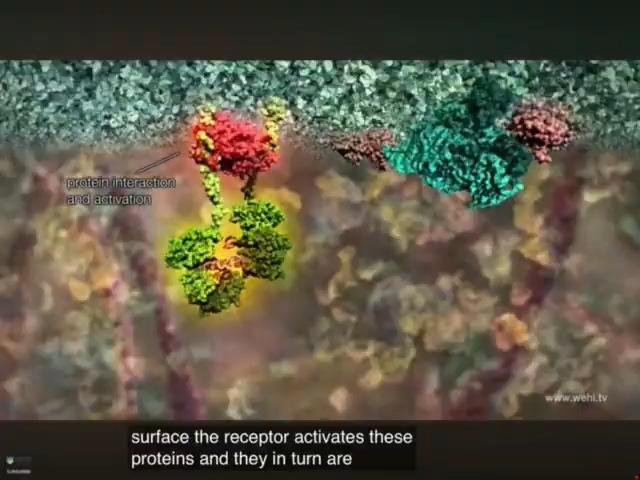 protein interaction
and activation
www.wehi.tv
surface the receptor activates these
proteins and they in turn are